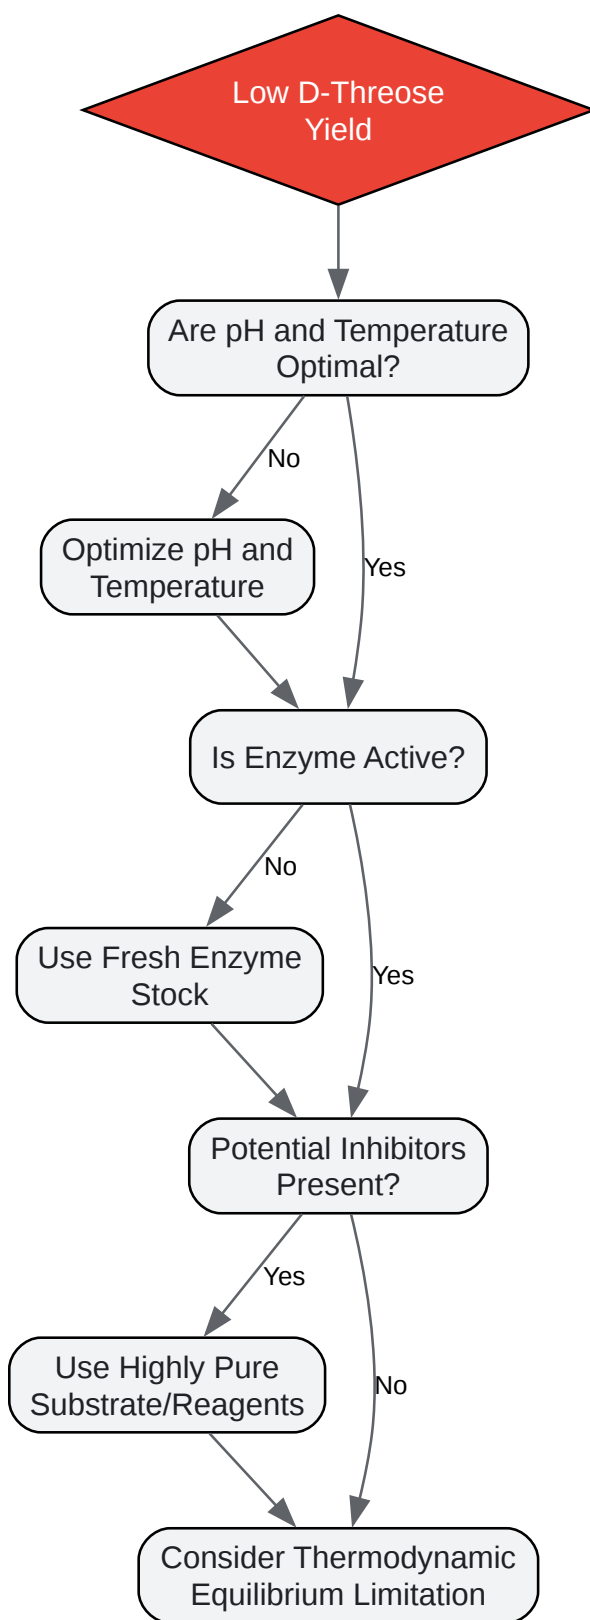 Low D-Threose
Yield
Are pH and Temperature
Optimal?
No
Optimize pH and
Temperature
Yes
Is Enzyme Active?
No
Use Fresh Enzyme
Stock
Yes
Potential Inhibitors
Present?
Yes
Use Highly Pure
Substrate/Reagents
No
Consider Thermodynamic
Equilibrium Limitation